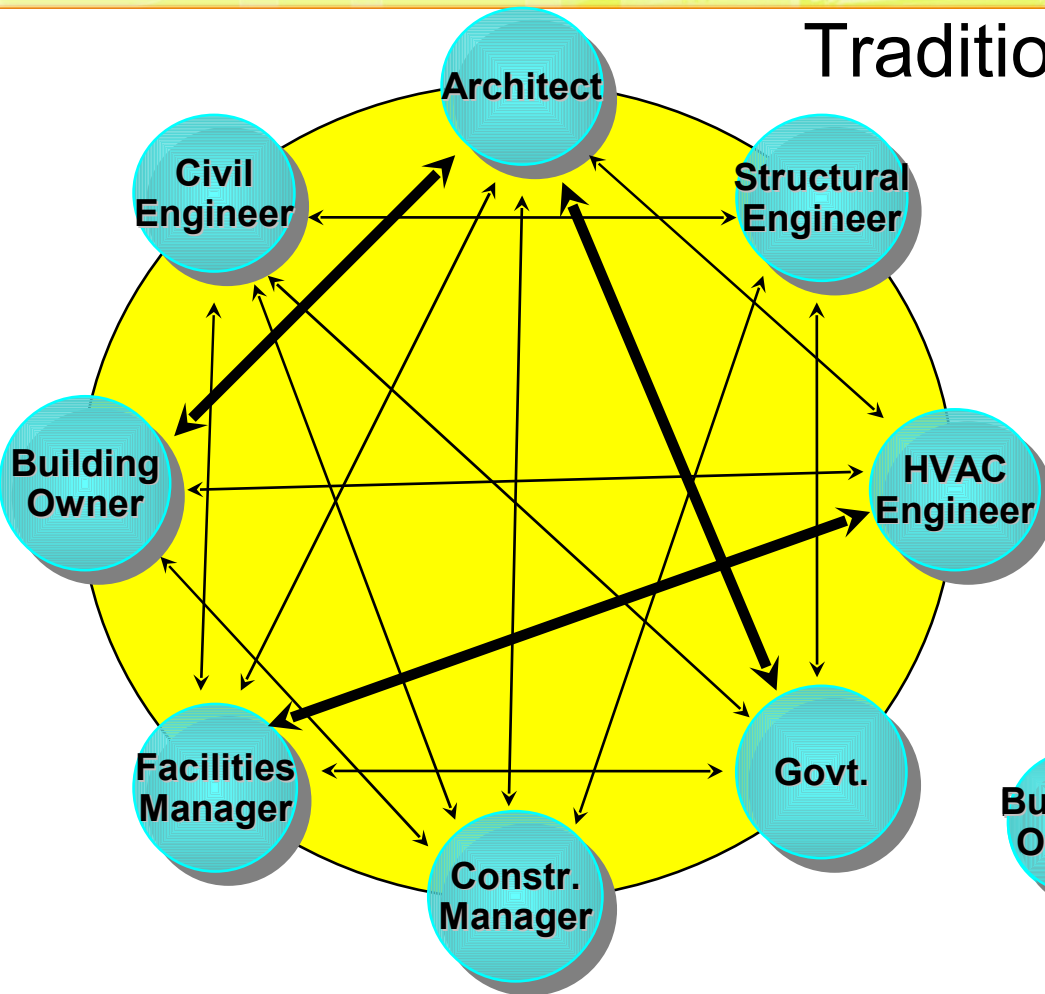 Traditio
Architect
Civil
Engineer
Structural
Engineer
Building
Owner
HVAC
Engineer
Facilities
Manager
Govt.
Constr.
Manager
Bu
O